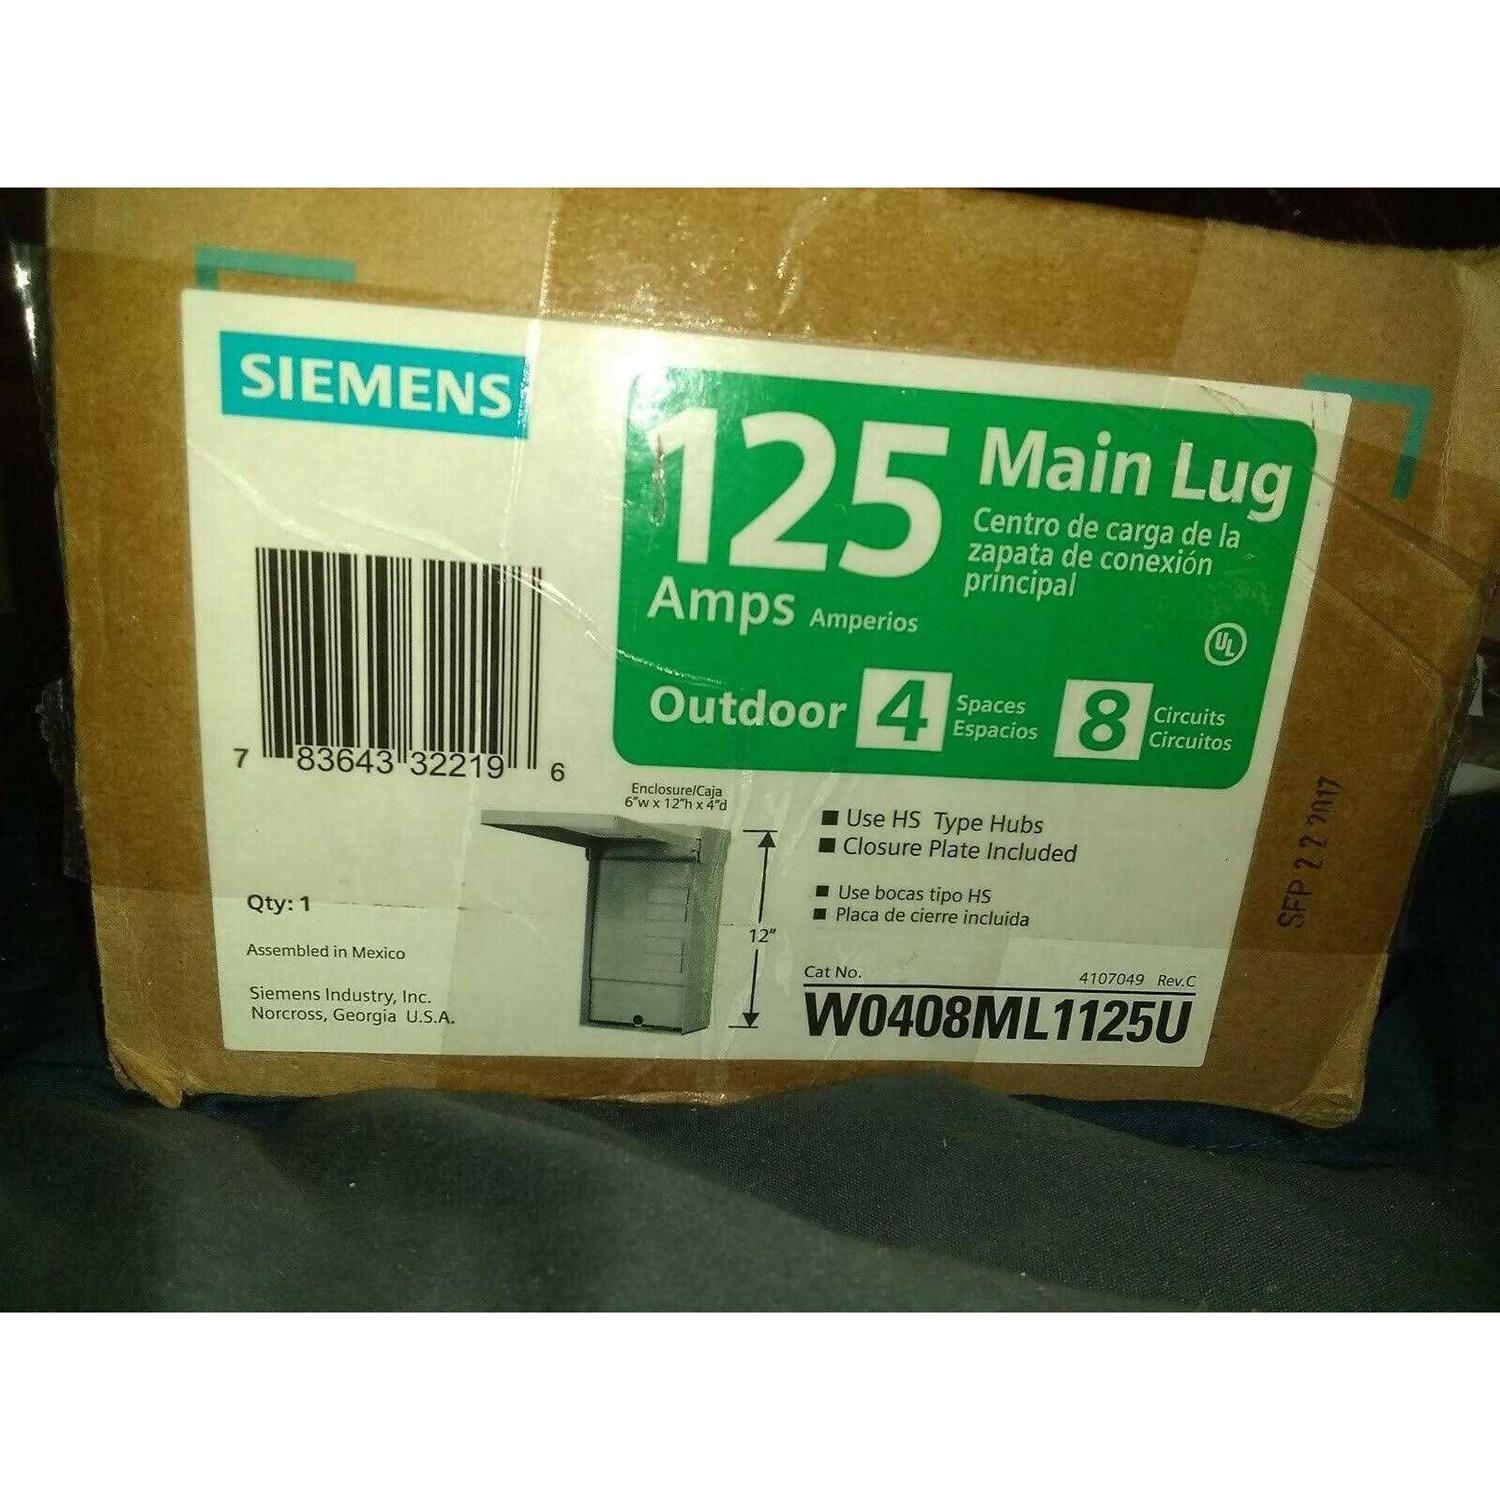 SIEMENS
125
Main Lug
Centro de carga de la
zapata de conexión
principal
Amps Amperios
UL
Outdoor 4 Spaces
Espacios
8 Circuits
Circuitos
7 83643 32219 6
Enclosure/Caja
6"w x 12"h x 4"d
12"
Use HS Type Hubs
Closure Plate Included
Use bocas tipo HS
Placa de cierre incluida
Qty: 1
Assembled in Mexico
Siemens Industry, Inc.
Norcross, Georgia U.S.A.
Cat No.
4107049 Rev.C
W0408ML1125U
SEP 22 2017